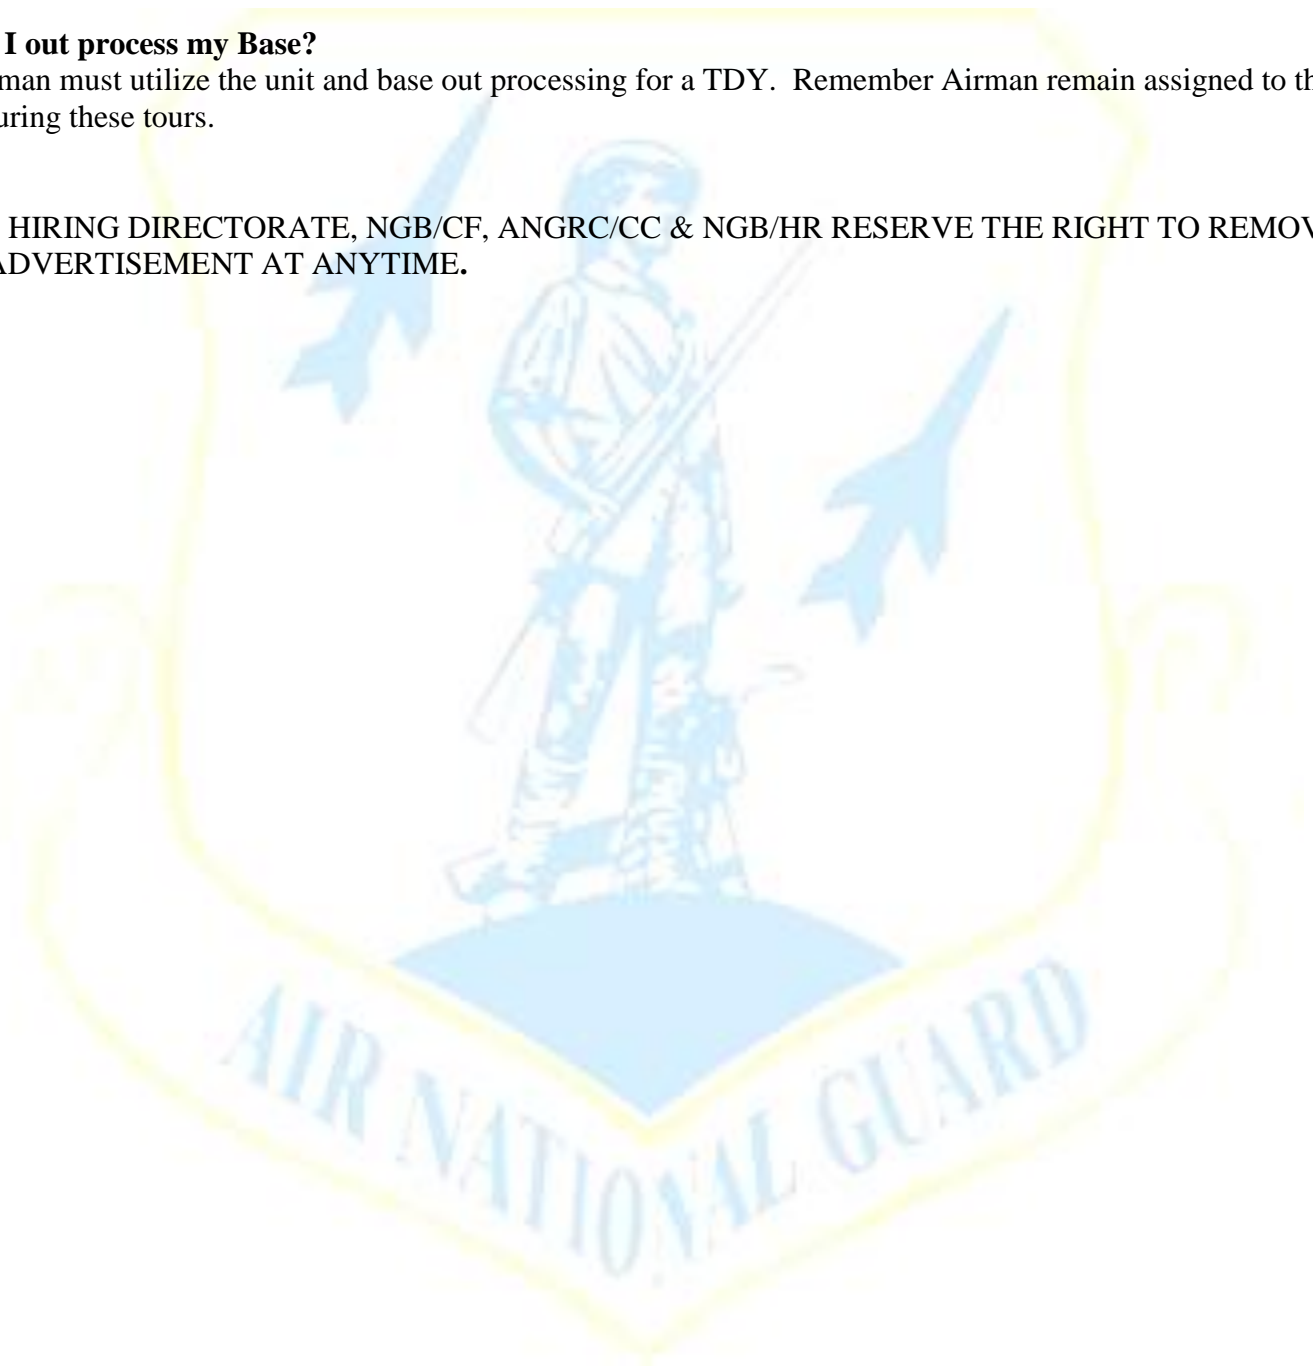 I out process my Base?
man must utilize the unit and base out processing for a TDY.  Remember Airman remain assigned to th
uring these tours.
HIRING DIRECTORATE, NGB/CF, ANGRC/CC & NGB/HR RESERVE THE RIGHT TO REMOV
ADVERTISEMENT AT ANYTIME.
AIR NATIONAL GUARD